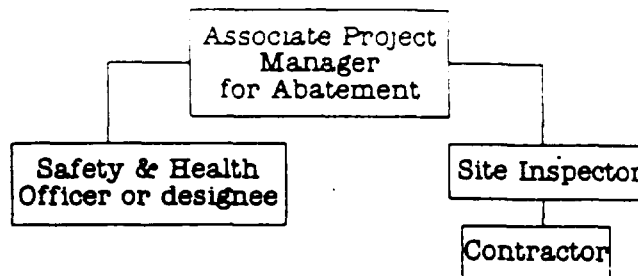 Associate Project
Manager
for Abatement
Safety & Health
Officer or designee
Site Inspector
Contractor